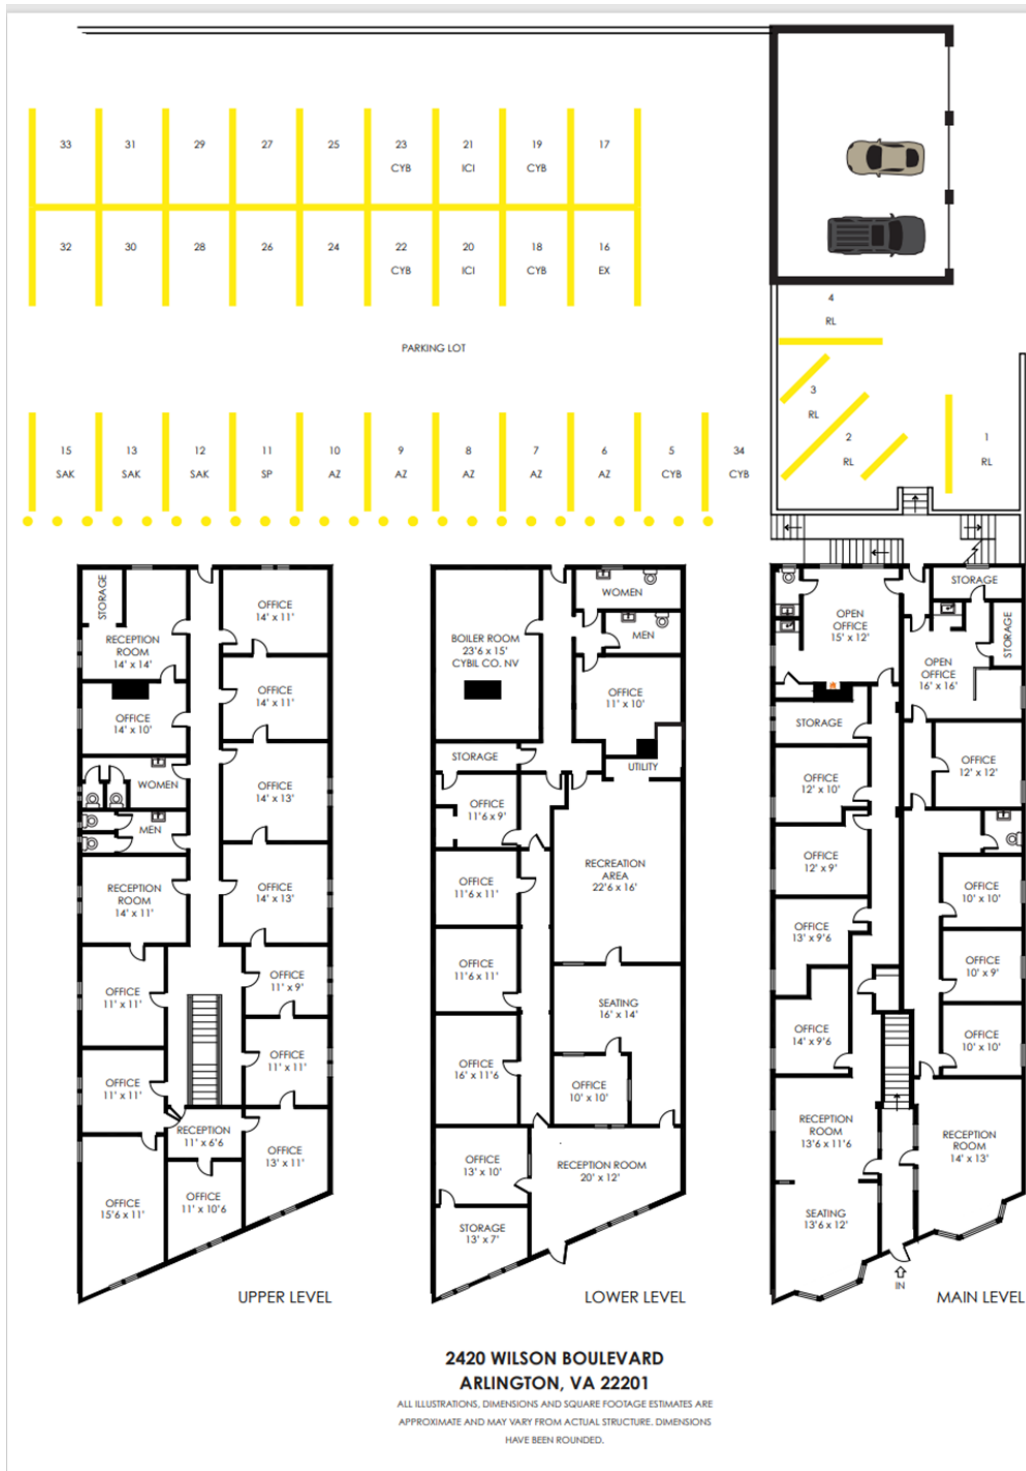 33 31 29 27 25 23 21 19 17
CYB ICI CYB
32 30 28 26 24 22 20 18 16
CYB ICI CYB EX
4
RL
PARKING LOT
3
RL
2
RL
1
RL
15 13 12 11 10 9 8 7 6 5 34
SAK SAK SAK SP AZ AZ AZ AZ AZ CYB CYB
STORAGE
RECEPTION
ROOM
14' x 14'
OFFICE
14' x 11'
OFFICE
14' x 10'
OFFICE
14' x 11'
WOMEN
OFFICE
14' x 13'
MEN
RECEPTION
ROOM
14' x 11'
OFFICE
14' x 13'
OFFICE
11' x 11'
OFFICE
11' x 9'
OFFICE
11' x 11'
OFFICE
11' x 11'
RECEPTION
11' x 6'6
OFFICE
13' x 11'
OFFICE
15'6 x 11'
OFFICE
11' x 10'6
UPPER LEVEL
BOILER ROOM
23'6 x 15'
CYBIL CO. NV
WOMEN
MEN
OFFICE
11' x 10'
STORAGE
UTILITY
OFFICE
11'6 x 9'
RECREATION
AREA
22'6 x 16'
OFFICE
11'6 x 11'
OFFICE
11'6 x 11'
SEATING
16' x 14'
OFFICE
16' x 11'6
OFFICE
10' x 10'
OFFICE
13' x 10'
RECEPTION ROOM
20' x 12'
STORAGE
13' x 7'
LOWER LEVEL
STORAGE
OPEN
OFFICE
15' x 12'
STORAGE
OPEN
OFFICE
16' x 16'
STORAGE
OFFICE
12' x 10'
OFFICE
12' x 12'
OFFICE
12' x 9'
OFFICE
10' x 10'
OFFICE
13' x 9'6
OFFICE
10' x 9'
OFFICE
14' x 9'6
OFFICE
10' x 10'
RECEPTION
ROOM
13'6 x 11'6
RECEPTION
ROOM
14' x 13'
SEATING
13'6 x 12'
IN
MAIN LEVEL
2420 WILSON BOULEVARD
ARLINGTON, VA 22201
ALL ILLUSTRATIONS, DIMENSIONS AND SQUARE FOOTAGE ESTIMATES ARE
APPROXIMATE AND MAY VARY FROM ACTUAL STRUCTURE. DIMENSIONS
HAVE BEEN ROUNDED.